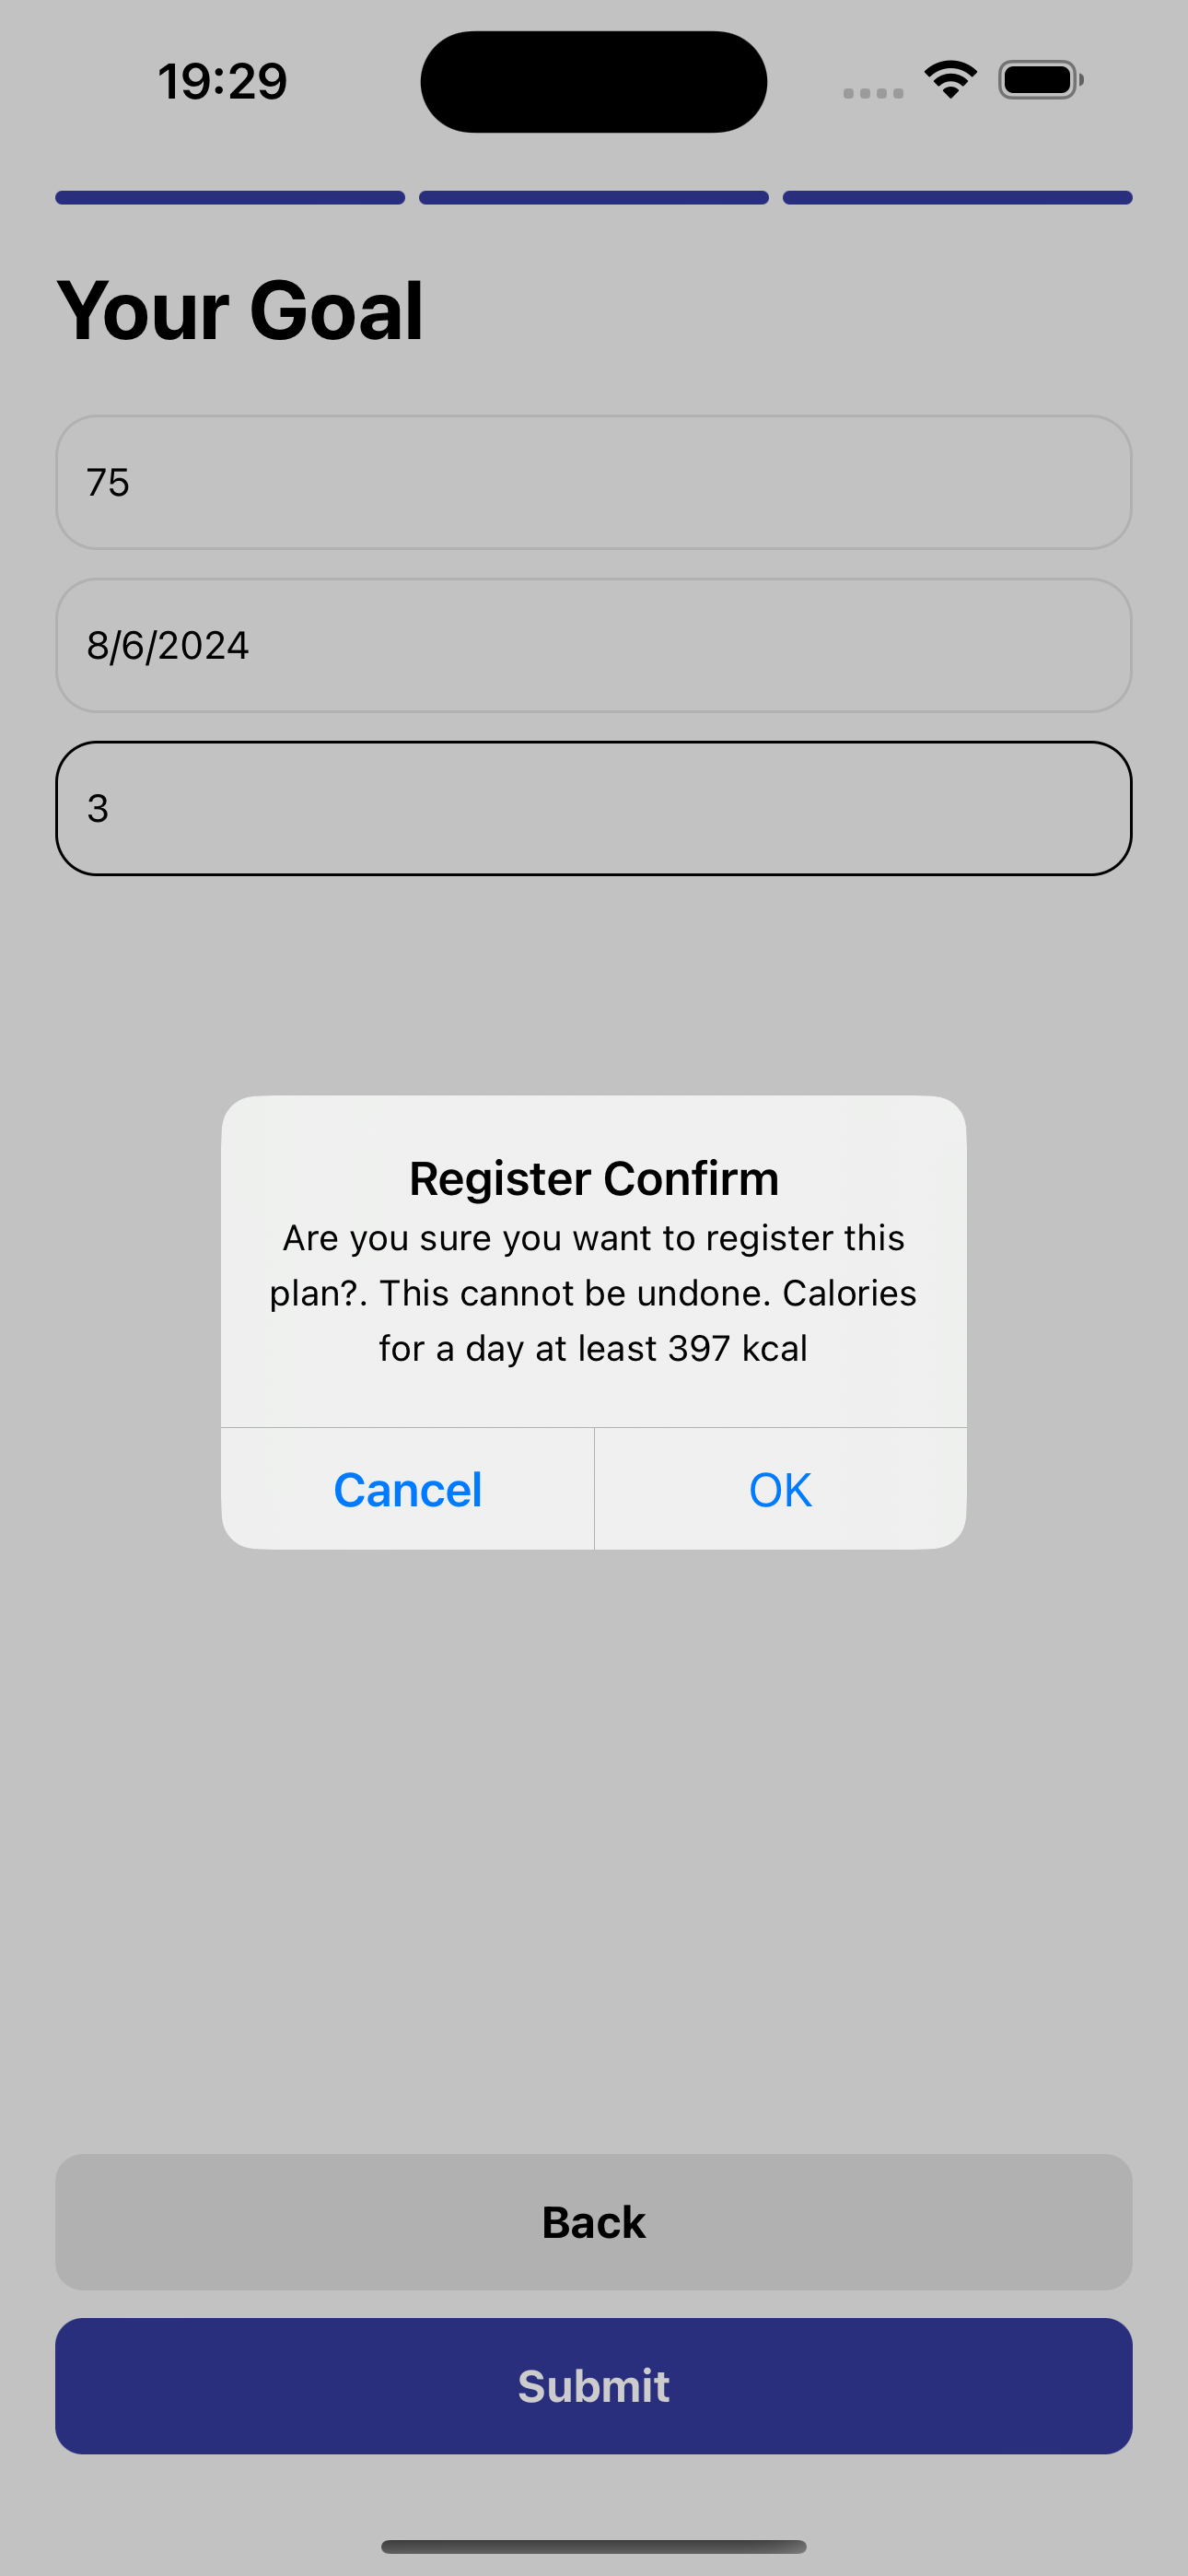 19:29
Your Goal
75
8/6/2024
3
Register Confirm
Are you sure you want to register this
plan?. This cannot be undone. Calories
for a day at least 397 kcal
Cancel
OK
Back
Submit